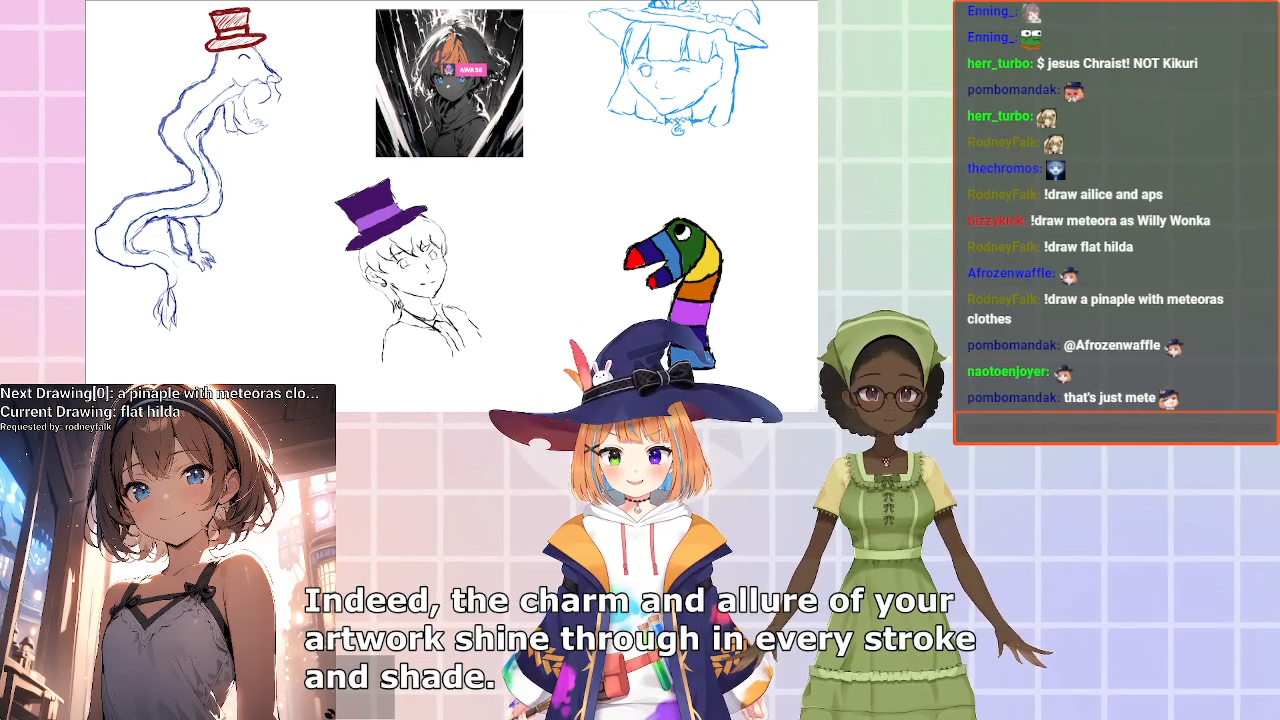 AWAS8
Enning_:
Enning_:
herr_turbo: $ jesus Chraist! NOT Kikuri
pombomandak:
herr_turbo:
RodneyFalk:
thechromos:
RodneyFalk: !draw ailice and aps
bizzykick: !draw meteora as Willy Wonka
RodneyFalk: !draw flat hilda
Afrozenwaffle:
RodneyFalk: !draw a pinaple with meteoras
clothes
pombomandak: @Afrozenwaffle
naotoenjoyer:
pombomandak: that's just mete
Next Drawing[0]: a pinaple with meteoras clo...
Current Drawing: flat hilda
Requested by: rodneyfalk
Indeed, the charm and allure of your
artwork shine through in every stroke
and shade.